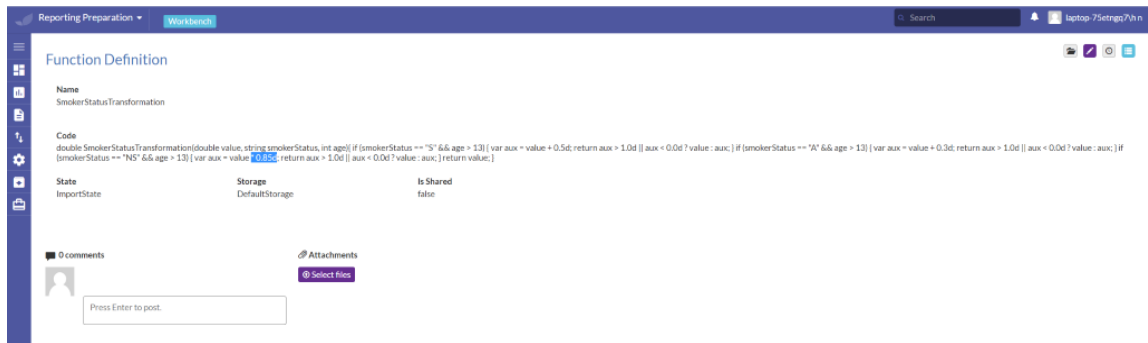 Reporting Preparation
Workbench
Search
laptop-75etngq7\hn
Function Definition
Name
SmokerStatusTransformation
Code
double SmokerStatusTransformation(double value, string smokerStatus, int age){ if (smokerStatus == "S" && age > 13) { var aux = value + 0.5d; return aux > 1.0d || aux < 0.0d ? value : aux; } if (smokerStatus == "A" && age > 13) { var aux = value + 0.3d; return aux > 1.0d || aux < 0.0d ? value : aux; } if
(smokerStatus == "NS" && age > 13) { var aux = value * 0.85d; return aux > 1.0d || aux < 0.0d ? value : aux; } return value; }
State Storage Is Shared
ImportState DefaultStorage false
0 comments Attachments
Select files
Press Enter to post.